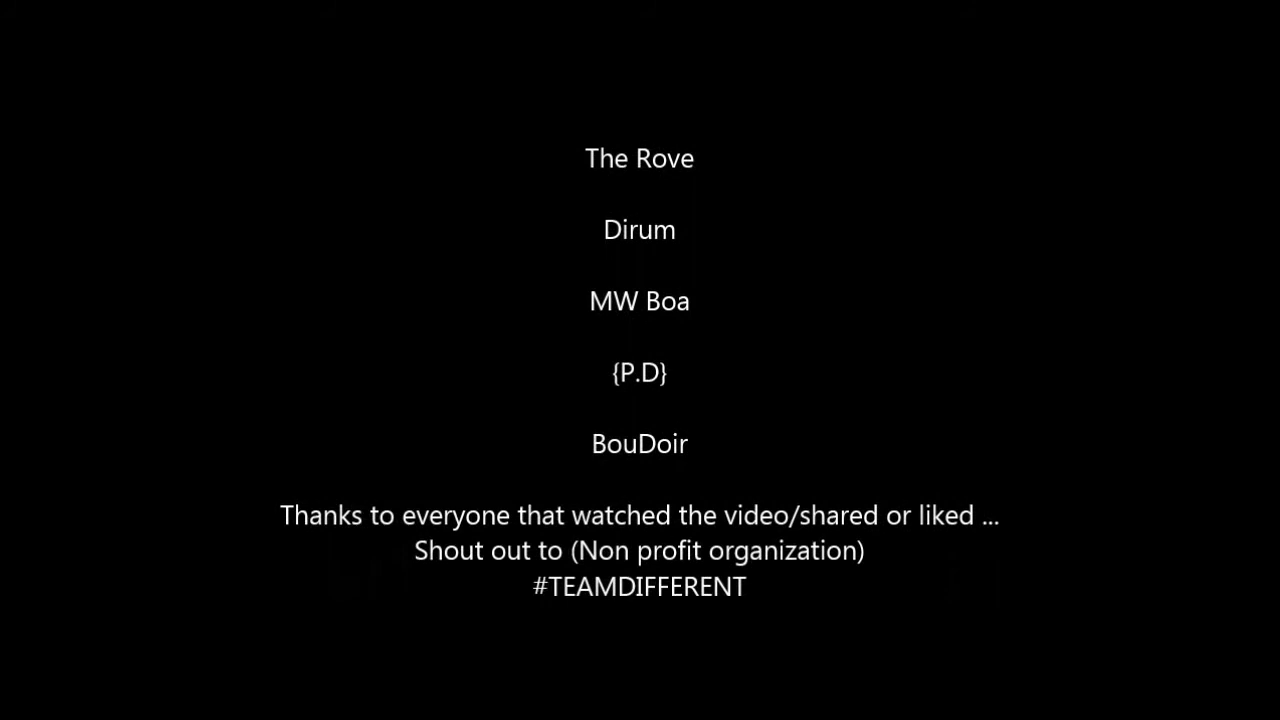 The Rove
Dirum
MW Boa
{P.D}
BouDoir
Thanks to everyone that watched the video/shared or liked ...
Shout out to (Non profit organization)
#TEAMDIFFERENT